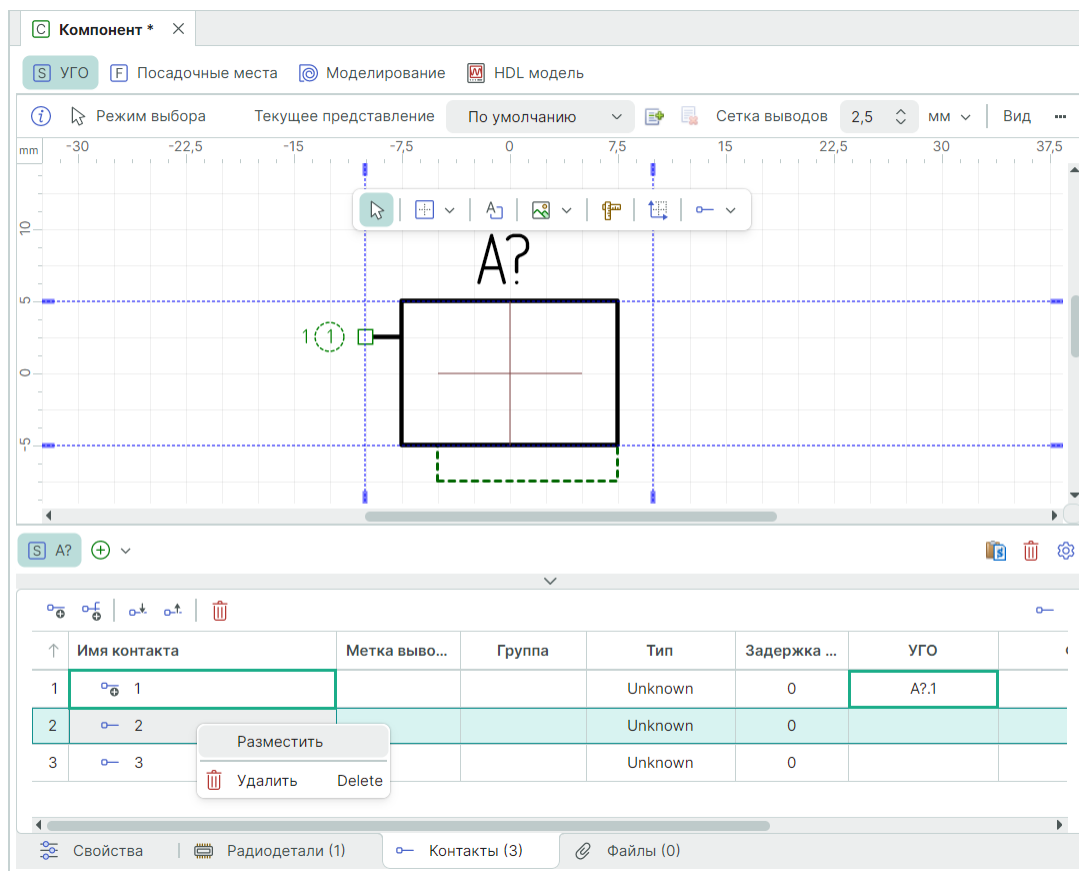 C Компонент *
S УГО F Посадочные места Моделирование HDL модель
i Режим выбора Текущее представление По умолчанию Сетка выводов 2,5 мм Вид
mm -30 -22,5 -15 -7,5 0 7,5 15 22,5 30 37,5
10
A?
5
1 1
0
-5
S A?
Имя контакта Метка выво... Группа Тип Задержка ... УГО
1 1 Unknown 0 A?.1
2 2 Unknown 0
Разместить
3 3 Unknown 0
Удалить Delete
Свойства Радиодетали (1) Контакты (3) Файлы (0)